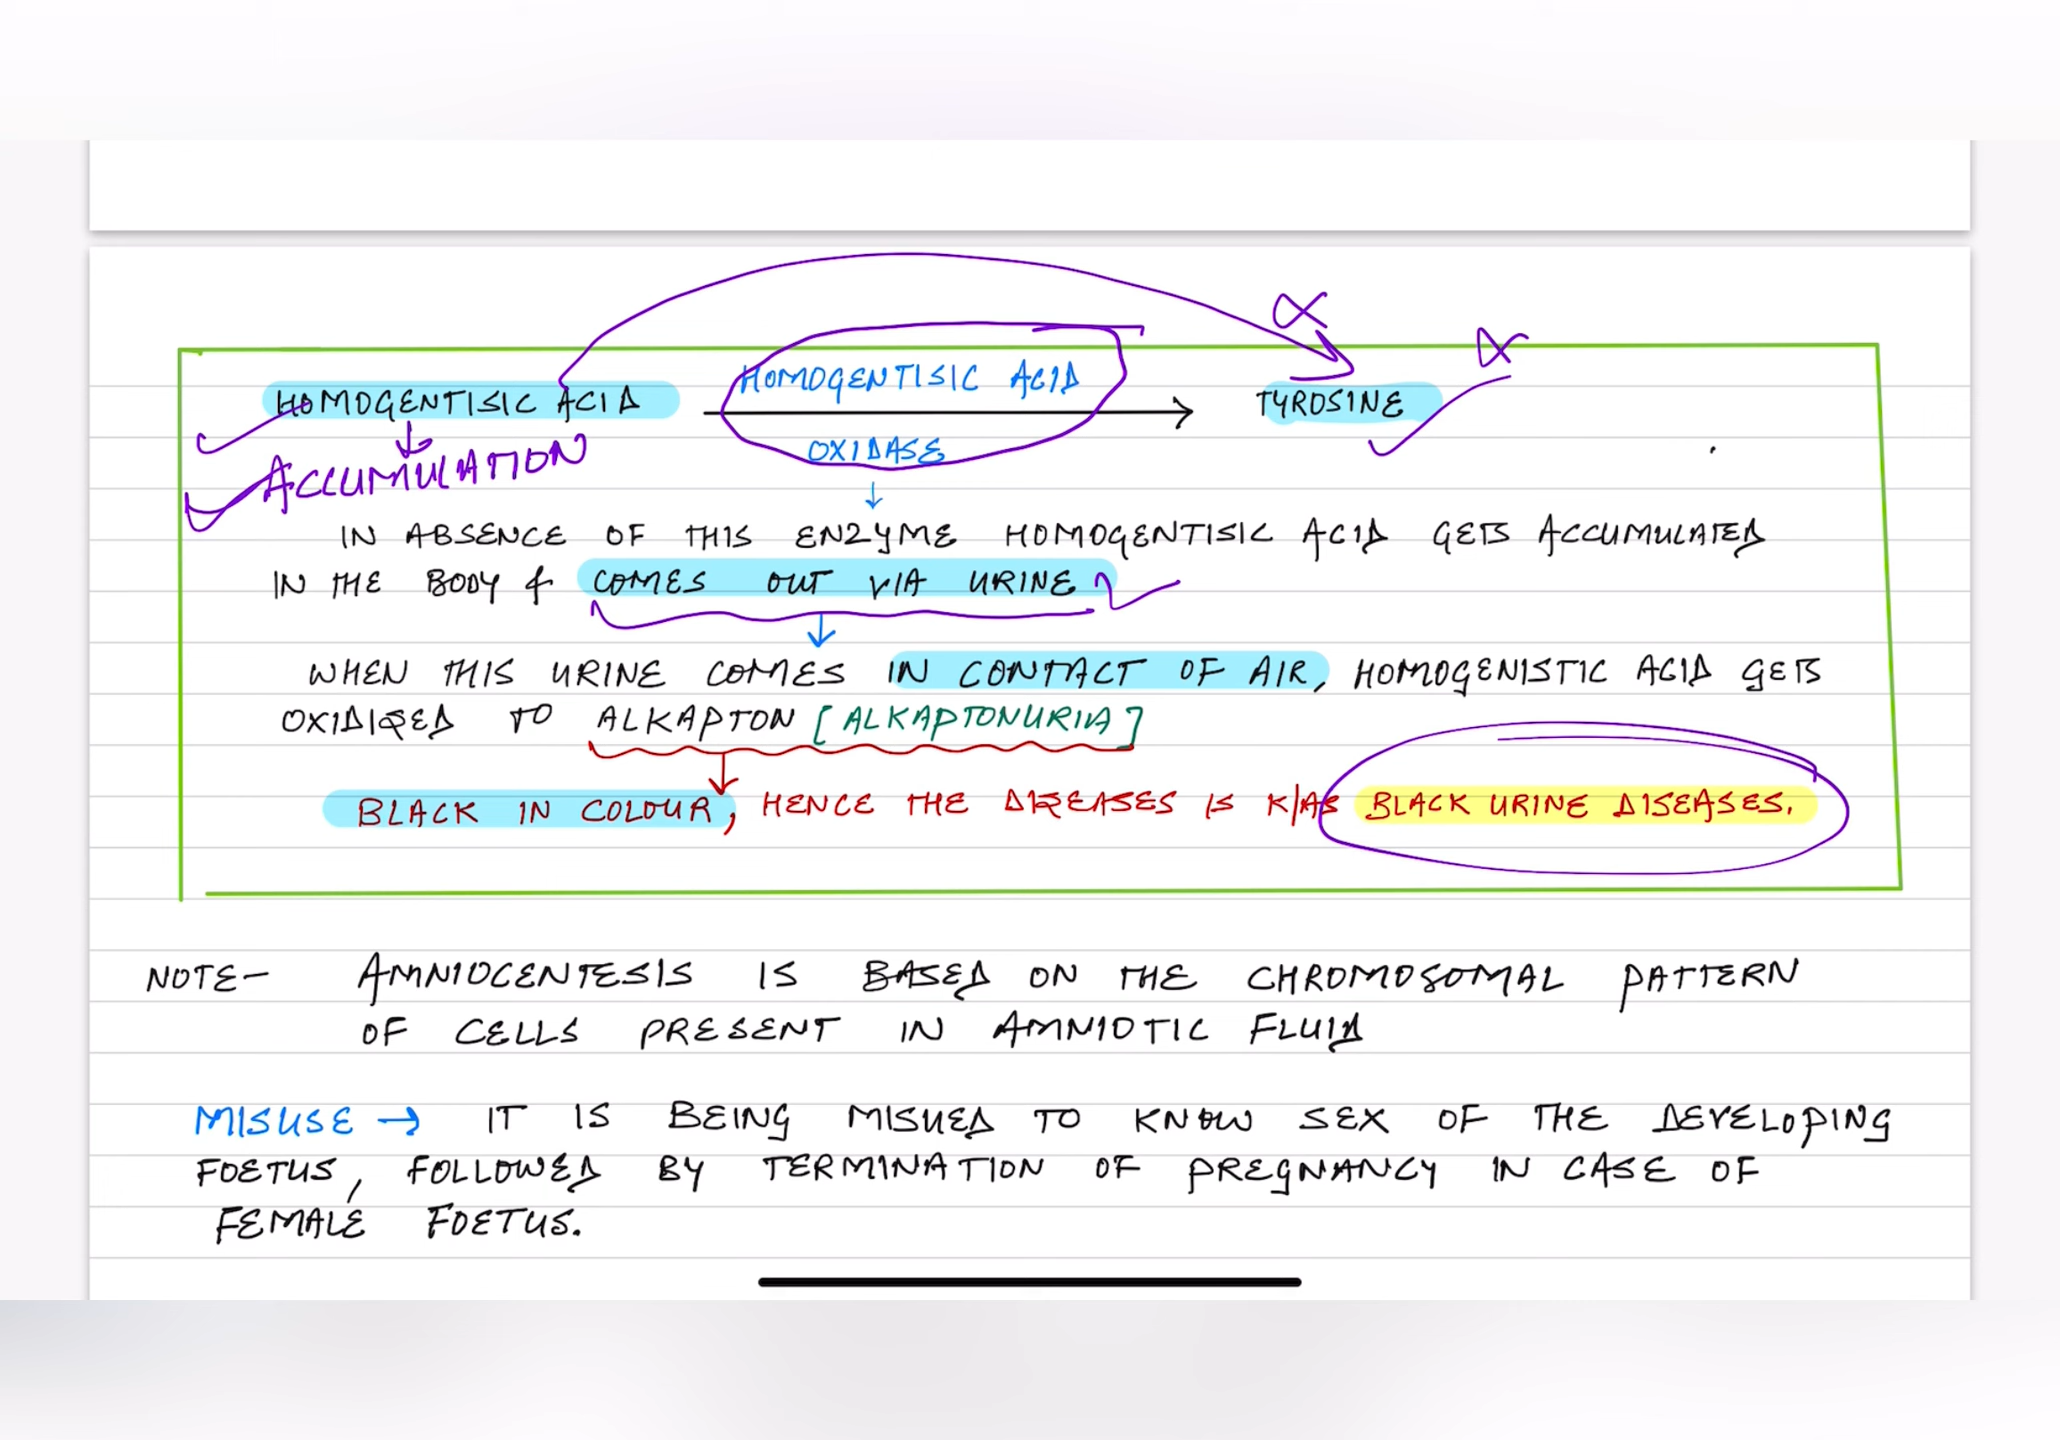 HOMOGENTISIC ACID HOMOGENTISIC ACID OXIDASE TYROSINE
ACCUMULATION
IN ABSENCE OF THIS ENZYME HOMOGENTISIC ACID GETS ACCUMULATED
IN THE BODY & COMES OUT VIA URINE
WHEN THIS URINE COMES IN CONTACT OF AIR, HOMOGENISTIC ACID GETS
OXIDISED TO ALKAPTON [ALKAPTONURIA]
BLACK IN COLOUR, HENCE THE DISEASES IS K/AS BLACK URINE DISEASES.
NOTE- AMNIOCENTESIS IS BASED ON THE CHROMOSOMAL PATTERN
OF CELLS PRESENT IN AMNIOTIC FLUID
MISUSE → IT IS BEING MISUED TO KNOW SEX OF THE DEVELOPING
FOETUS, FOLLOWED BY TERMINATION OF PREGNANCY IN CASE OF
FEMALE FOETUS.